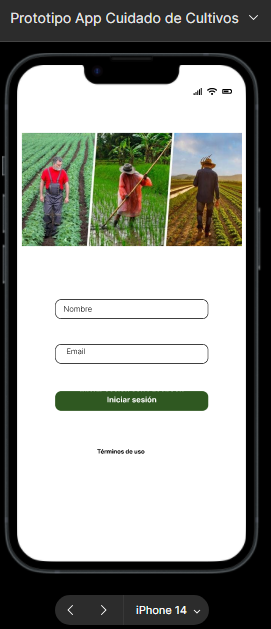 Prototipo App Cuidado de Cultivos
Nombre
Email
Iniciar sesión
Términos de uso
iPhone 14